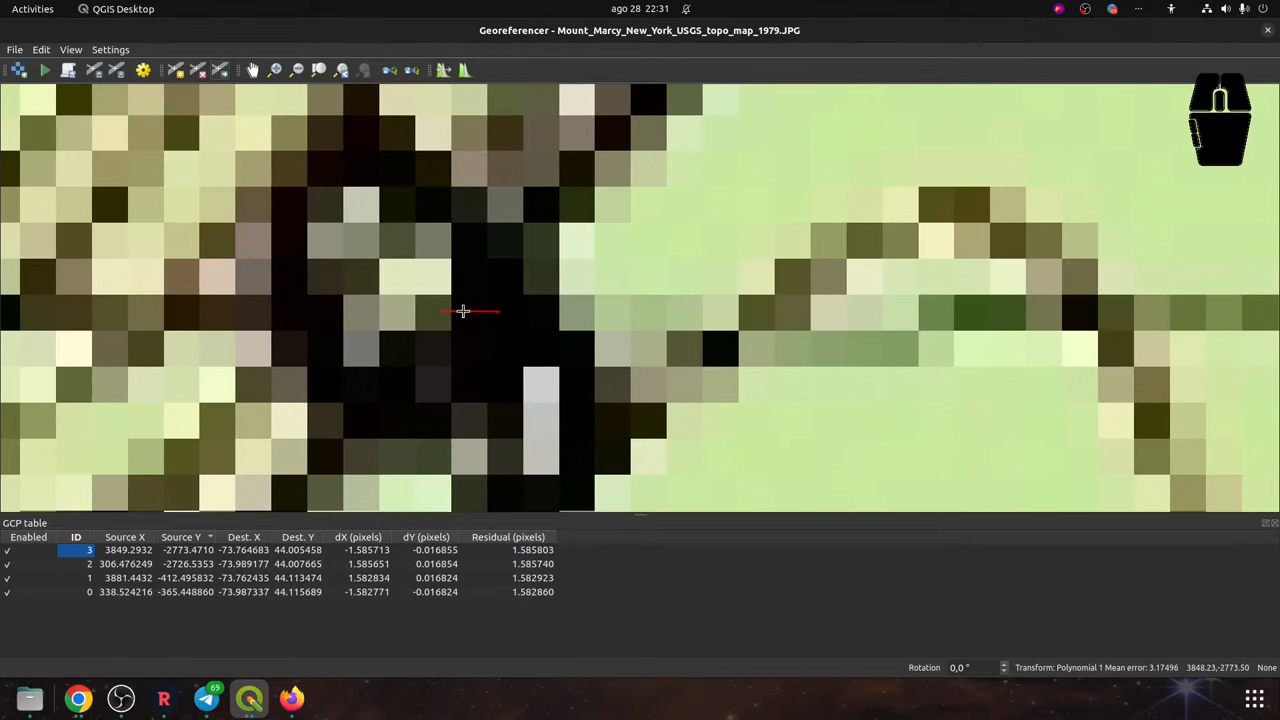 Activities QGIS Desktop ago 28 22:31
Georeferencer - Mount_Marcy_New_York_USGS_topo_map_1979.JPG
File Edit View Settings
GCP table
Enabled ID Source X Source Y Dest. X Dest. Y dX (pixels) dY (pixels) Residual (pixels)
✓ 3 3849.2932 -2773.4710 -73.764683 44.005458 -1.585713 -0.016855 1.585803
✓ 2 306.476249 -2726.5353 -73.989177 44.007665 1.585651 0.016854 1.585740
✓ 1 3881.4432 -412.495832 -73.762435 44.113474 1.582834 -0.016824 1.582923
✓ 0 338.524216 -365.448860 -73.987337 44.115689 -1.582771 0.016824 1.582860
Rotation 0,0 ° Transform: Polynomial 1 Mean error: 3.17496 3848.23,-2773.50 None
69